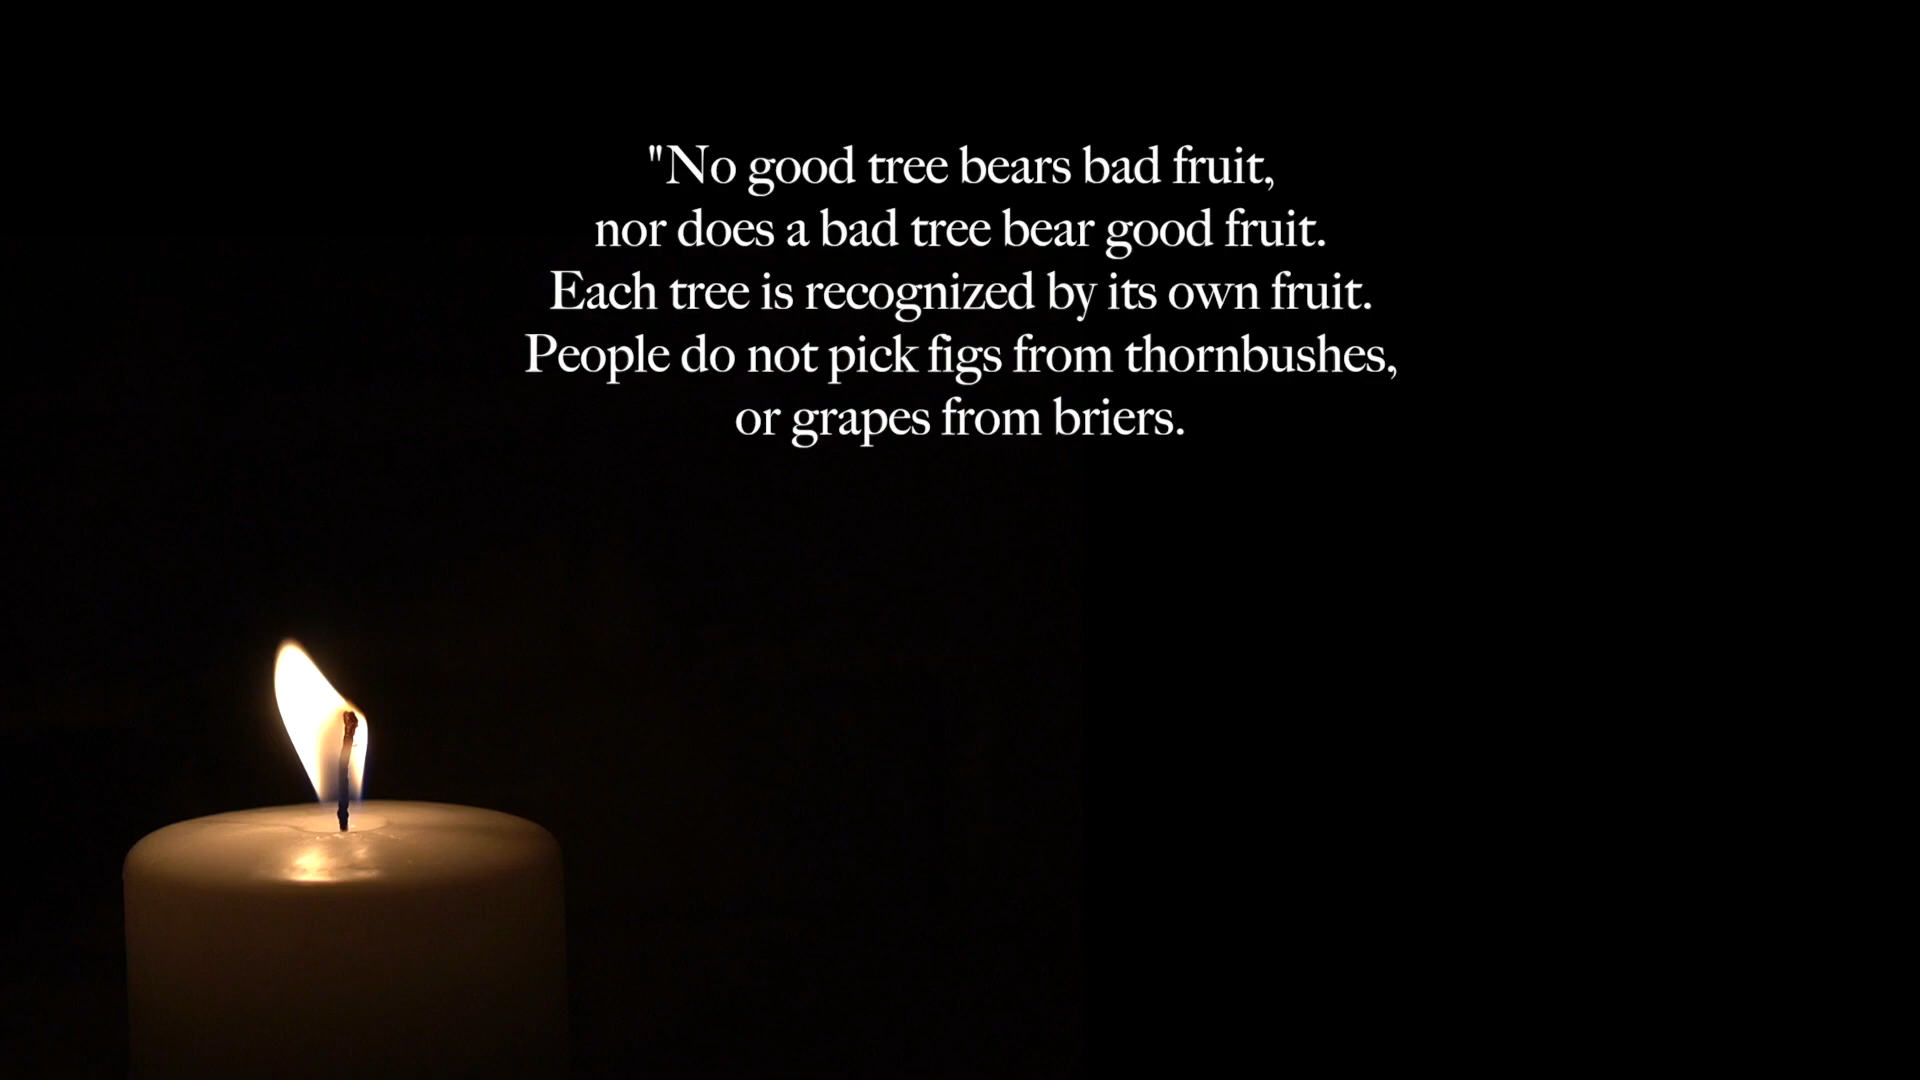 "No good tree bears bad fruit,
nor does a bad tree bear good fruit.
Each tree is recognized by its own fruit.
People do not pick figs from thornbushes,
or grapes from briers.